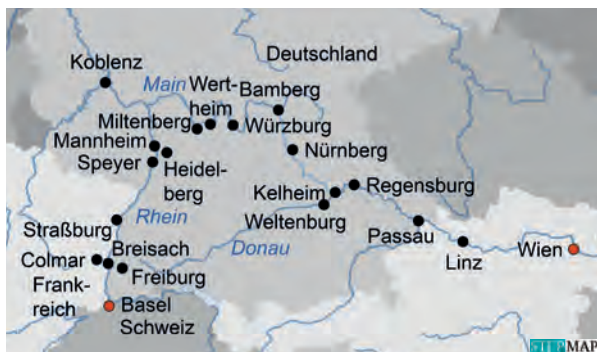 Deutschland
Koblenz
Main
Wert-
heim
Bamberg
Miltenberg
Würzburg
Mannheim
Speyer
Heidel-
berg
Nürnberg
Kelheim
Regensburg
Weltenburg
Straßburg
Rhein
Donau
Passau
Linz
Wien
Colmar
Breisach
Freiburg
Frank-
reich
Basel
Schweiz
STEPMAP